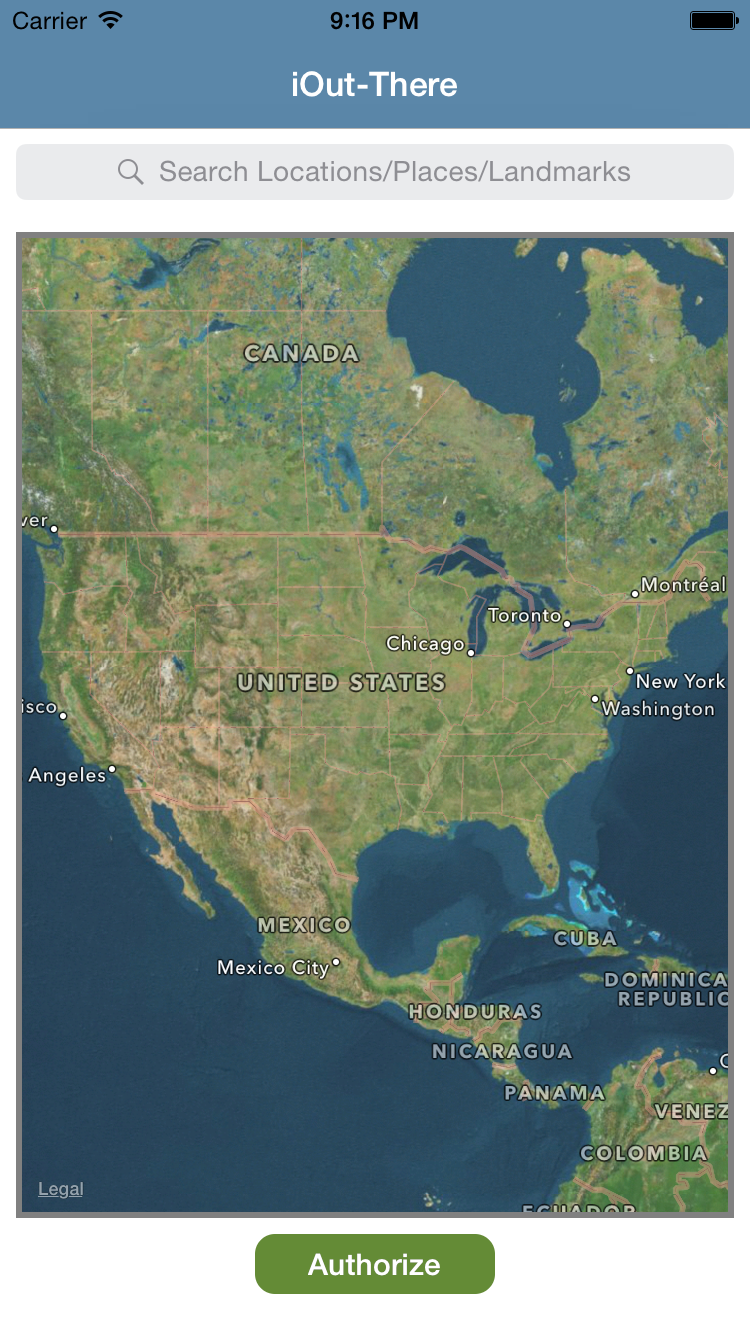 Carrier 9:16 PM
iOut-There
Search Locations/Places/Landmarks
CANADA
ver
Montréal
Toronto
Chicago
UNITED STATES
New York
isco
Washington
Angeles
MEXICO
CUBA
Mexico City
DOMINICA
REPUBLIC
HONDURAS
NICARAGUA
C
PANAMA
VENEZ
COLOMBIA
Legal
ECUADOR
Authorize